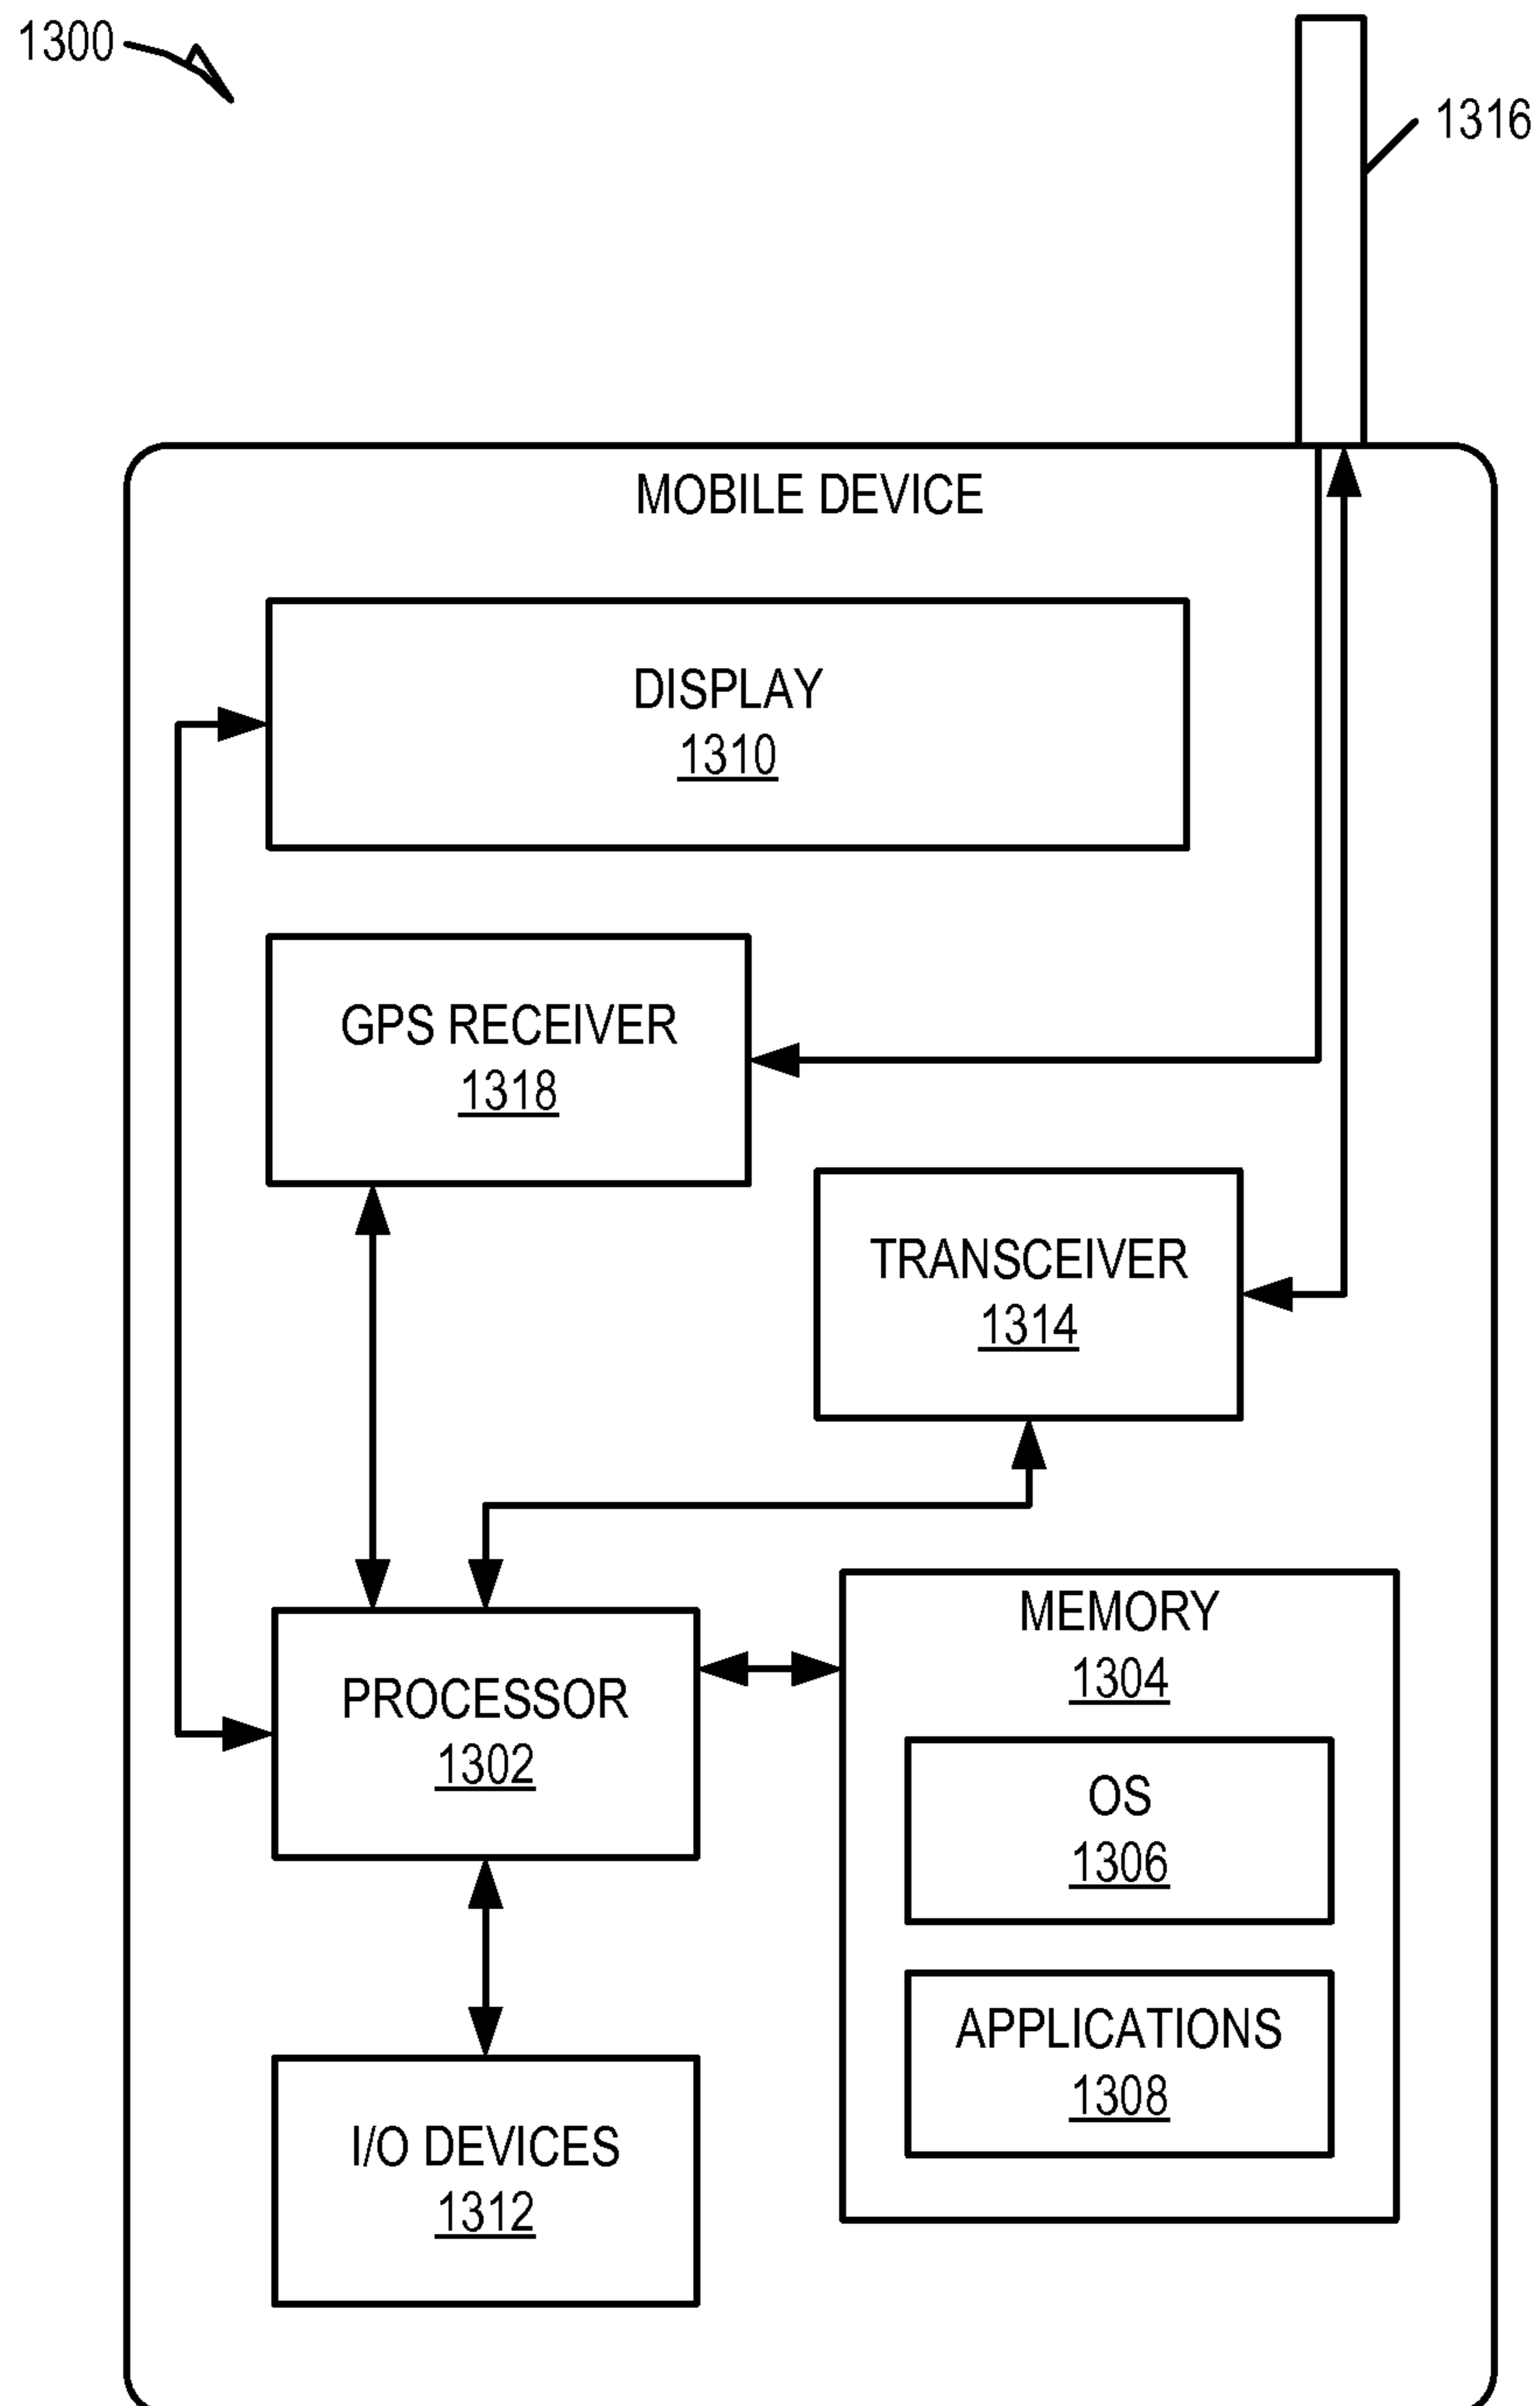 1300
1316
MOBILE DEVICE
DISPLAY
1310
GPS RECEIVER
1318
TRANSCEIVER
1314
PROCESSOR
1302
MEMORY
1304
OS
1306
APPLICATIONS
1308
I/O DEVICES
1312